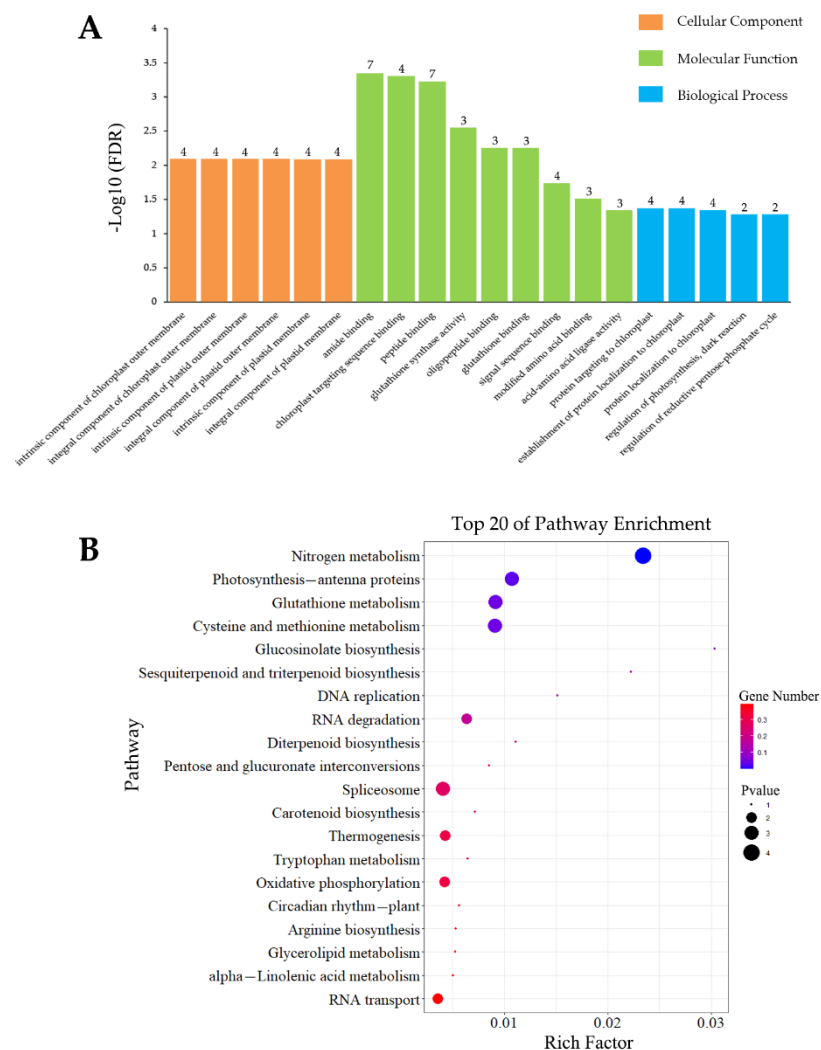 A
Cellular Component
Molecular Function
Biological Process
-Log10 (FDR)
4
3.5
3
2.5
2
1.5
1
0.5
0
4 4 4 4 4 4 7 4 7 3 3 3 4 3 3 4 4 4 2 2
intrinsic component of chloroplast outer membrane
integral component of chloroplast outer membrane
intrinsic component of plastid outer membrane
integral component of plastid outer membrane
intrinsic component of plastid membrane
integral component of plastid membrane
amide binding
chloroplast targeting sequence binding
peptide binding
glutathione synthase activity
oligopeptide binding
glutathione binding
signal sequence binding
modified amino acid binding
acid-amino acid ligase activity
protein targeting to chloroplast
establishment of protein localization to chloroplast
protein localization to chloroplast
regulation of photosynthesis, dark reaction
regulation of reductive pentose-phosphate cycle
B
Top 20 of Pathway Enrichment
Pathway
Nitrogen metabolism
Photosynthesis−antenna proteins
Glutathione metabolism
Cysteine and methionine metabolism
Glucosinolate biosynthesis
Sesquiterpenoid and triterpenoid biosynthesis
DNA replication
RNA degradation
Diterpenoid biosynthesis
Pentose and glucuronate interconversions
Spliceosome
Carotenoid biosynthesis
Thermogenesis
Tryptophan metabolism
Oxidative phosphorylation
Circadian rhythm−plant
Arginine biosynthesis
Glycerolipid metabolism
alpha−Linolenic acid metabolism
RNA transport
0.01 0.02 0.03
Rich Factor
Gene Number
0.3
0.2
0.1
Pvalue
1
2
3
4